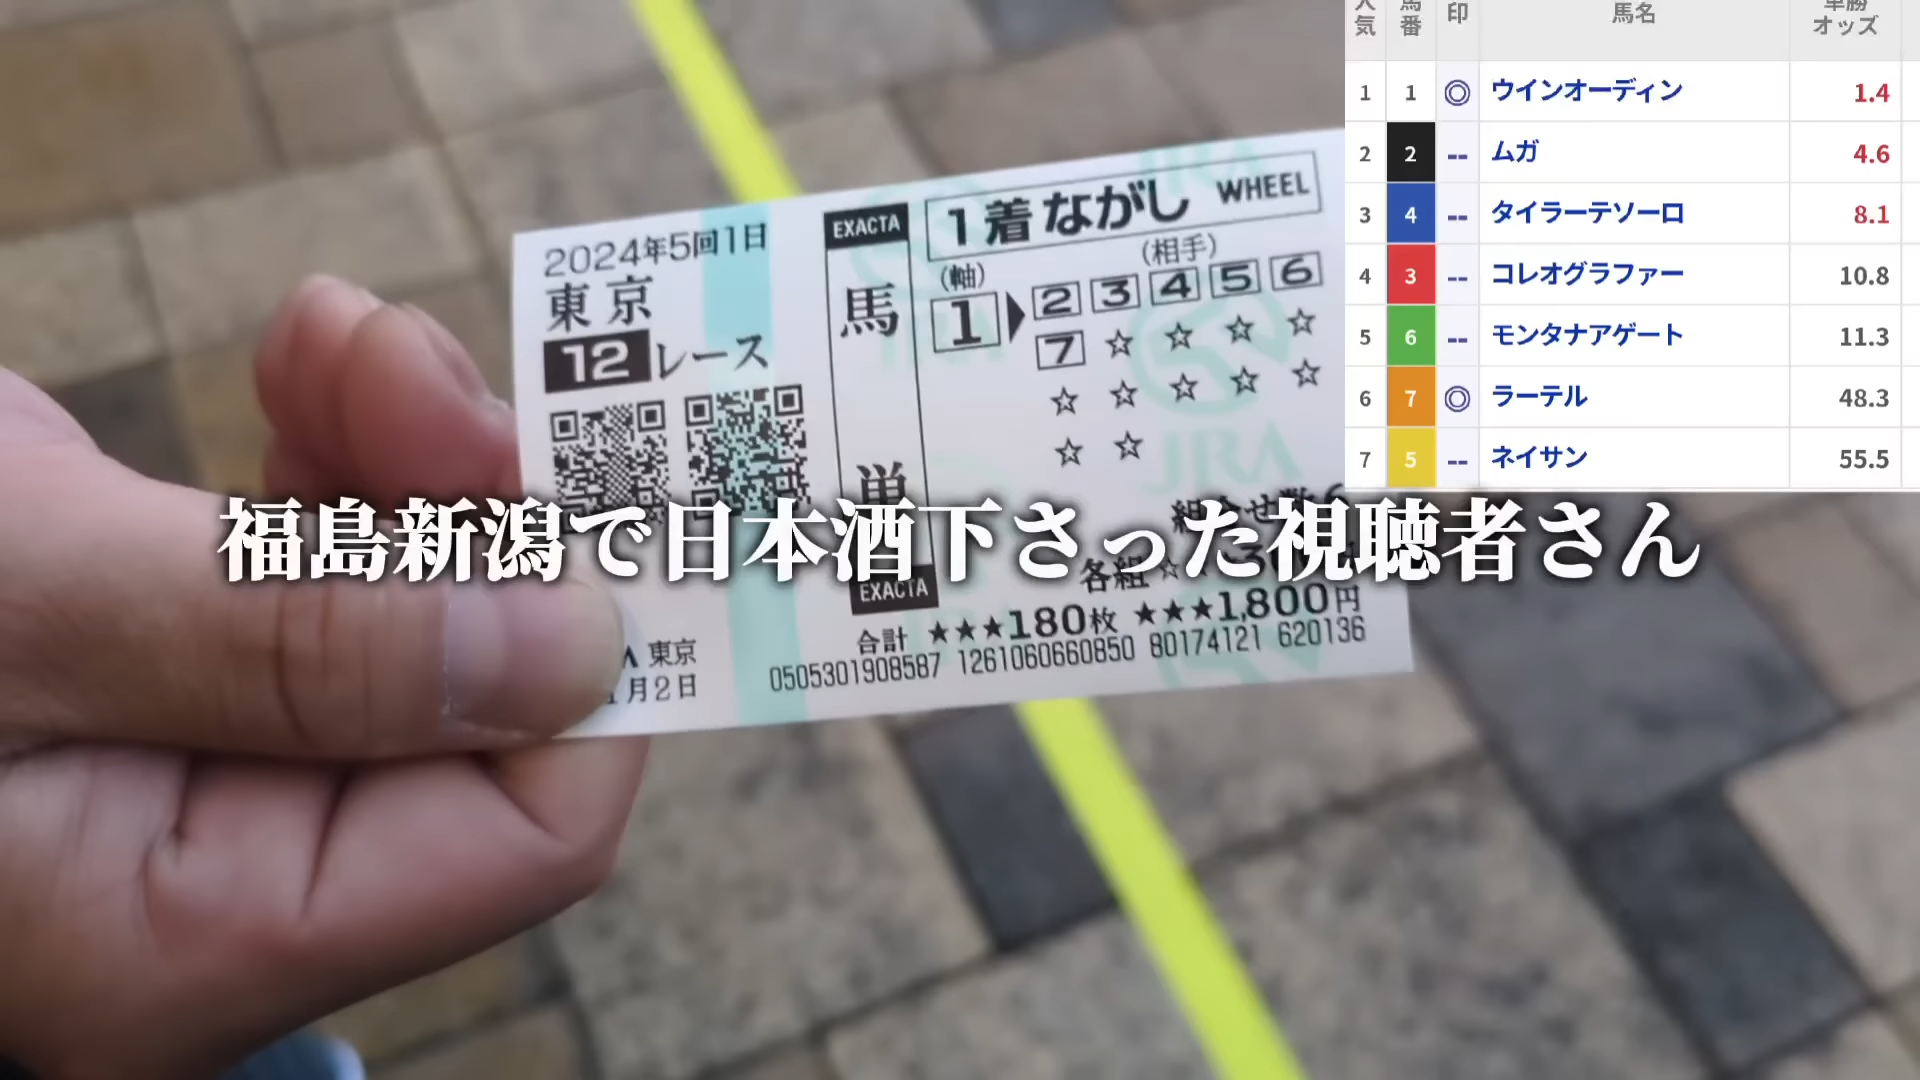 人気 馬番 印 馬名 単勝オッズ
1 1 ◎ ウインオーディン 1.4
2 2 -- ムガ 4.6
3 4 -- タイラーテソーロ 8.1
4 3 -- コレオグラファー 10.8
5 6 -- モンタナアゲート 11.3
6 7 ◎ ラーテル 48.3
7 5 -- ネイサン 55.5
2024年5回1日
東京
12レース
EXACTA
馬単
EXACTA
1着ながし WHEEL
(軸) (相手)
1 2 3 4 5 6
7 ☆ ☆ ☆ ☆
☆ ☆ ☆ ☆ ☆
☆ ☆
組合せ数6
福島新潟で日本酒下さった視聴者さん
各組
合計 ★★★180枚 ★★★1,800円
東京
月2日
0505301908587 1261060660850 80174121 620136
JRA